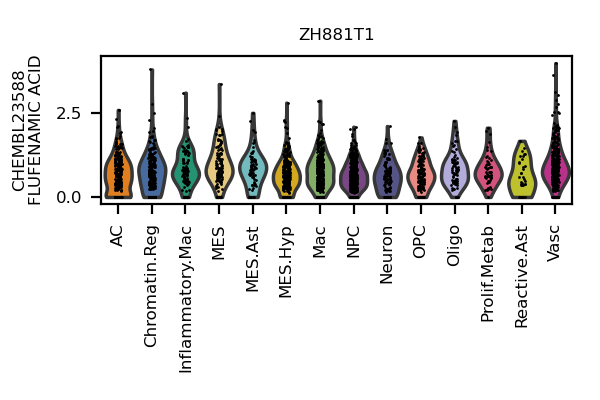 ZH881T1
CHEMBL23588
FLUFENAMIC ACID
2.5
0.0
AC
Chromatin.Reg
Inflammatory.Mac
MES
MES.Ast
MES.Hyp
Mac
NPC
Neuron
OPC
Oligo
Prolif.Metab
Reactive.Ast
Vasc